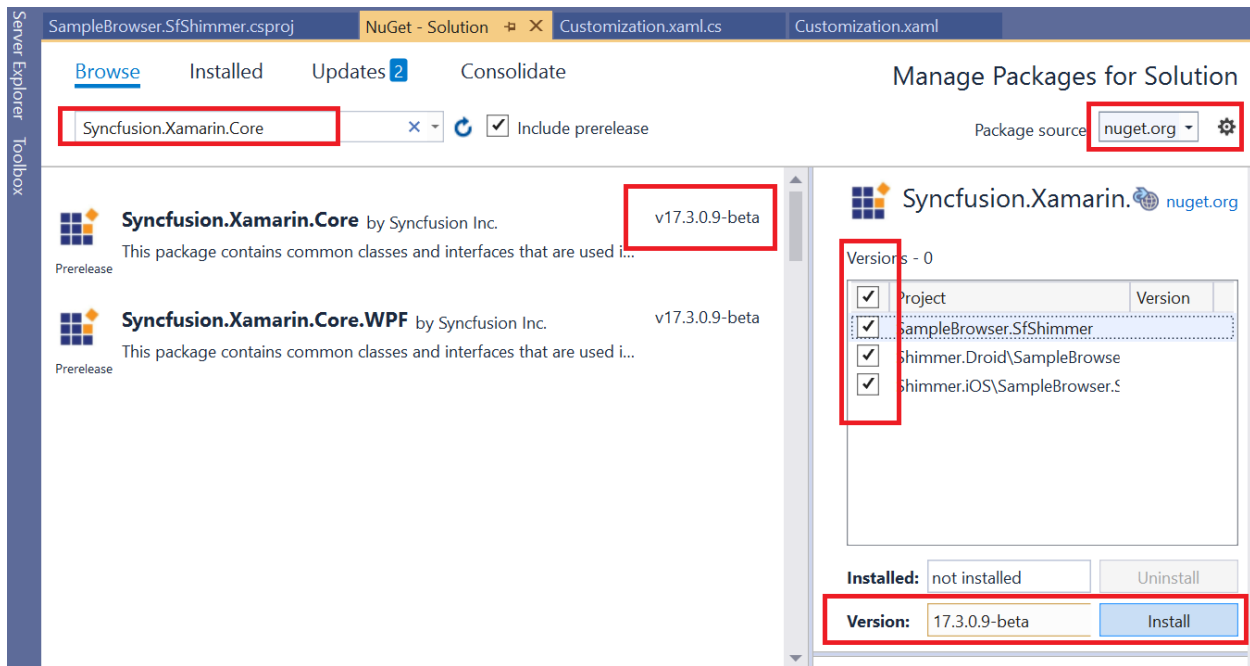 Server Explorer
Toolbox
SampleBrowser.SfShimmer.csproj
NuGet - Solution
Customization.xaml.cs
Customization.xaml
Browse
Installed
Updates 2
Consolidate
Manage Packages for Solution
Syncfusion.Xamarin.Core
Include prerelease
Package source
nuget.org
Syncfusion.Xamarin.Core by Syncfusion Inc.
v17.3.0.9-beta
This package contains common classes and interfaces that are used i...
Prerelease
Syncfusion.Xamarin.Core.WPF by Syncfusion Inc.
v17.3.0.9-beta
This package contains common classes and interfaces that are used i...
Prerelease
Syncfusion.Xamarin.
nuget.org
Versions - 0
Project
Version
SampleBrowser.SfShimmer
Shimmer.Droid\SampleBrowse
Shimmer.iOS\SampleBrowser.S
Installed: not installed
Uninstall
Version: 17.3.0.9-beta
Install